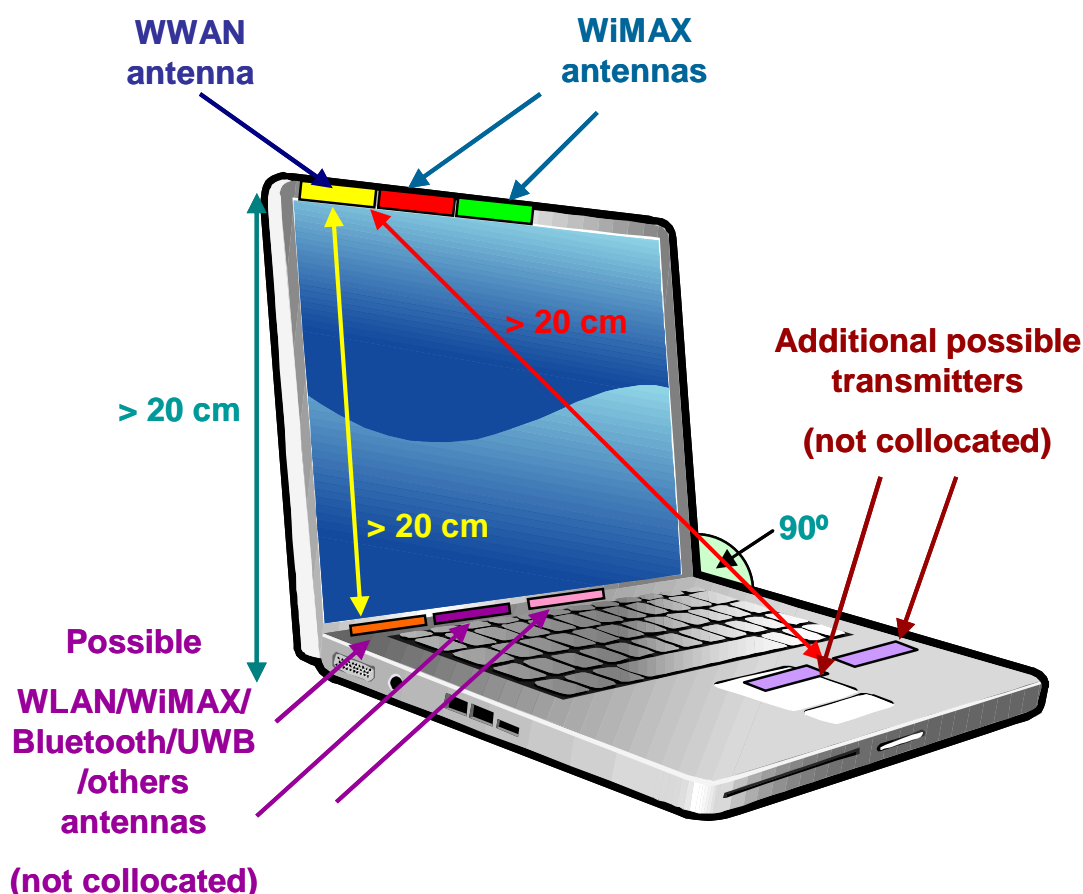 WWAN
antenna
WiMAX
antennas
> 20 cm
Additional possible
transmitters
(not collocated)
> 20 cm
> 20 cm
90º
Possible
WLAN/WiMAX/
Bluetooth/UWB
/others
antennas
(not collocated)